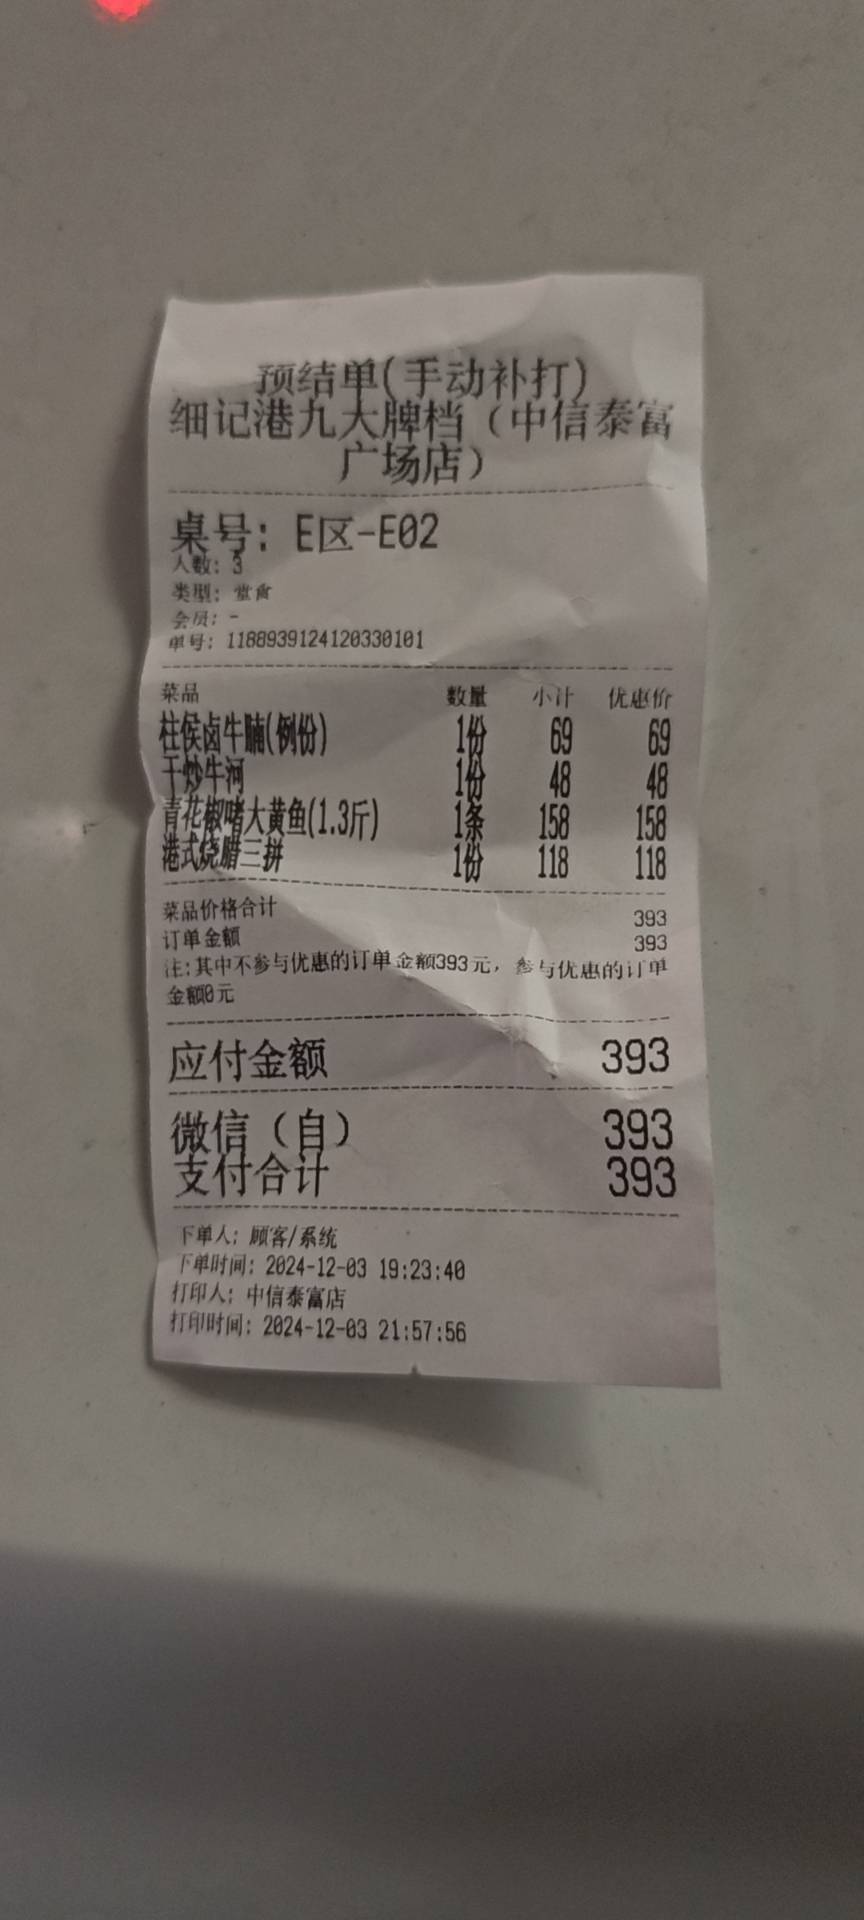 预结单(手动补打)
细记港九大牌档（中信泰富
广场店）
桌号: E区-E02
人数: 3
类型: 堂食
会员: -
单号: 1188939124120330101
菜品 数量 小计 优惠价
柱侯卤牛腩(例份) 1份 69 69
干炒牛河 1份 48 48
青花椒啫大黄鱼(1.3斤) 1条 158 158
港式烧腊三拼 1份 118 118
菜品价格合计 393
订单金额 393
注:其中不参与优惠的订单金额393元，参与优惠的订单
金额0元
应付金额 393
微信（自） 393
支付合计 393
下单人: 顾客/系统
下单时间: 2024-12-03 19:23:40
打印人: 中信泰富店
打印时间: 2024-12-03 21:57:56